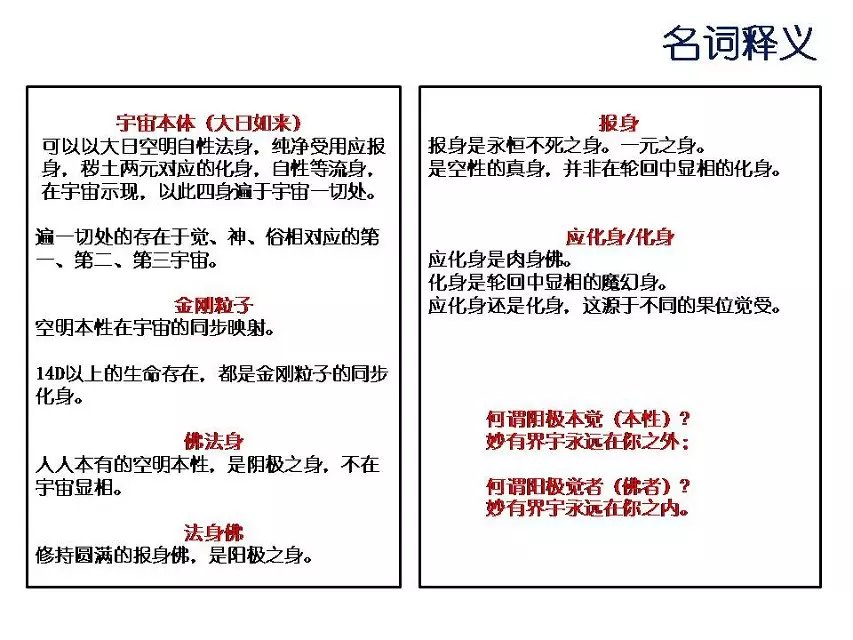 名词释义
宇宙本体（大日如来）
可以以大日空明自性法身，纯净受用应报
身，秽土两元对应的化身，自性等流身，
在宇宙示现，以此四身遍于宇宙一切处。
遍一切处的存在于觉、神、俗相对应的第
一、第二、第三宇宙。
金刚粒子
空明本性在宇宙的同步映射。
14D以上的生命存在，都是金刚粒子的同步
化身。
佛法身
人人本有的空明本性，是阴极之身，不在
宇宙显相。
法身佛
修持圆满的报身佛，是阳极之身。
报身
报身是永恒不死之身。一元之身。
是空性的真身，并非在轮回中显相的化身。
应化身/化身
应化身是肉身佛。
化身是轮回中显相的魔幻身。
应化身还是化身，这源于不同的果位觉受。
何谓阴极本觉（本性）？
妙有界宇永远在你之外；
何谓阳极觉者（佛者）？
妙有界宇永远在你之内。